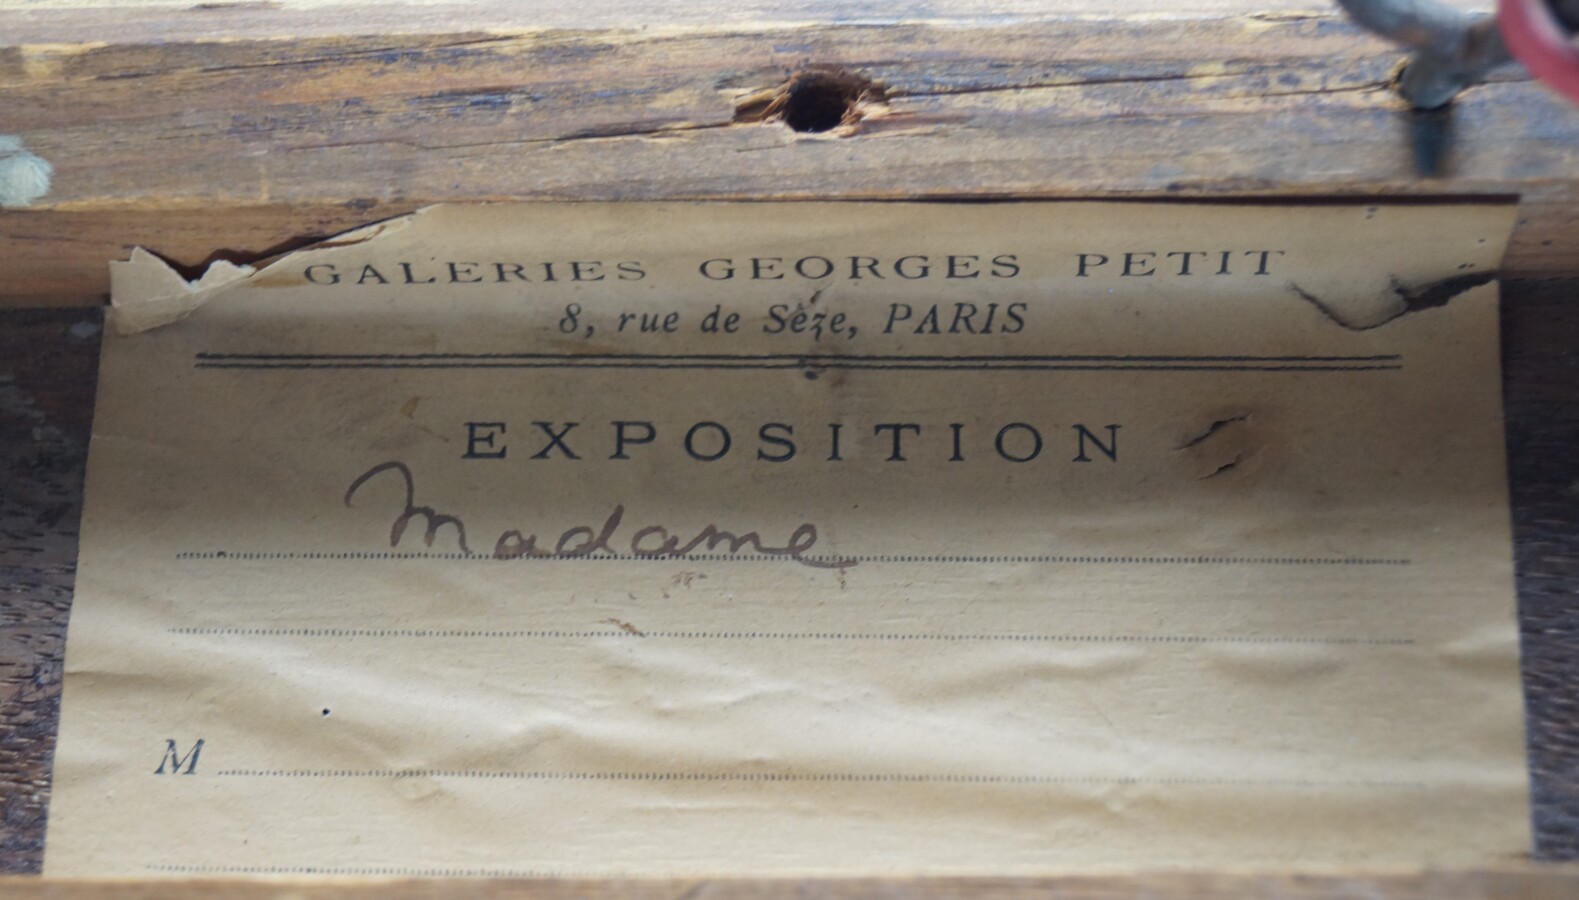 GALERIES GEORGES PETIT
8, rue de Sèze, PARIS
EXPOSITION
Madame
M